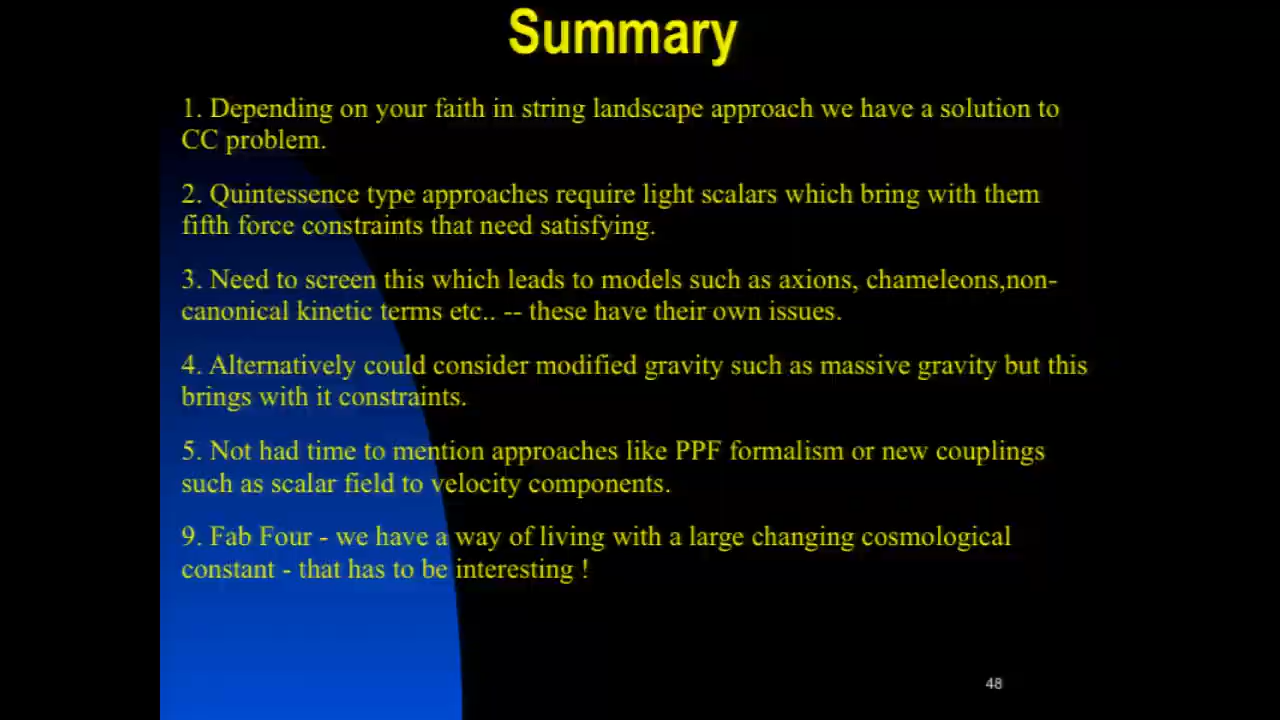 Summary
1. Depending on your faith in string landscape approach we have a solution to
CC problem.
2. Quintessence type approaches require light scalars which bring with them
fifth force constraints that need satisfying.
3. Need to screen this which leads to models such as axions, chameleons,non-
canonical kinetic terms etc.. -- these have their own issues.
4. Alternatively could consider modified gravity such as massive gravity but this
brings with it constraints.
5. Not had time to mention approaches like PPF formalism or new couplings
such as scalar field to velocity components.
9. Fab Four - we have a way of living with a large changing cosmological
constant - that has to be interesting !
48